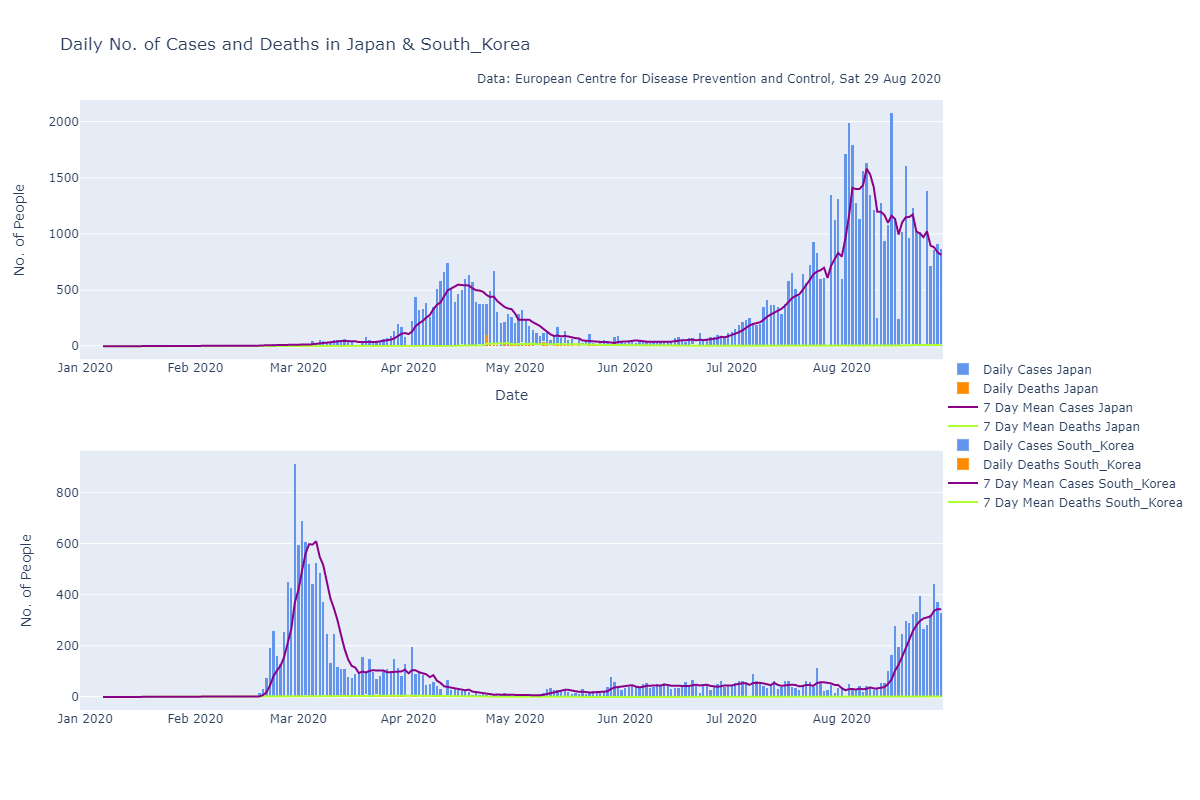 Daily No. of Cases and Deaths in Japan & South_Korea
Data: European Centre for Disease Prevention and Control, Sat 29 Aug 2020
No. of People
2000
1500
1000
500
0
Jan 2020 Feb 2020 Mar 2020 Apr 2020 May 2020 Jun 2020 Jul 2020 Aug 2020
Date
Daily Cases Japan
Daily Deaths Japan
7 Day Mean Cases Japan
7 Day Mean Deaths Japan
Daily Cases South_Korea
Daily Deaths South_Korea
7 Day Mean Cases South_Korea
7 Day Mean Deaths South_Korea
No. of People
800
600
400
200
0
Jan 2020 Feb 2020 Mar 2020 Apr 2020 May 2020 Jun 2020 Jul 2020 Aug 2020